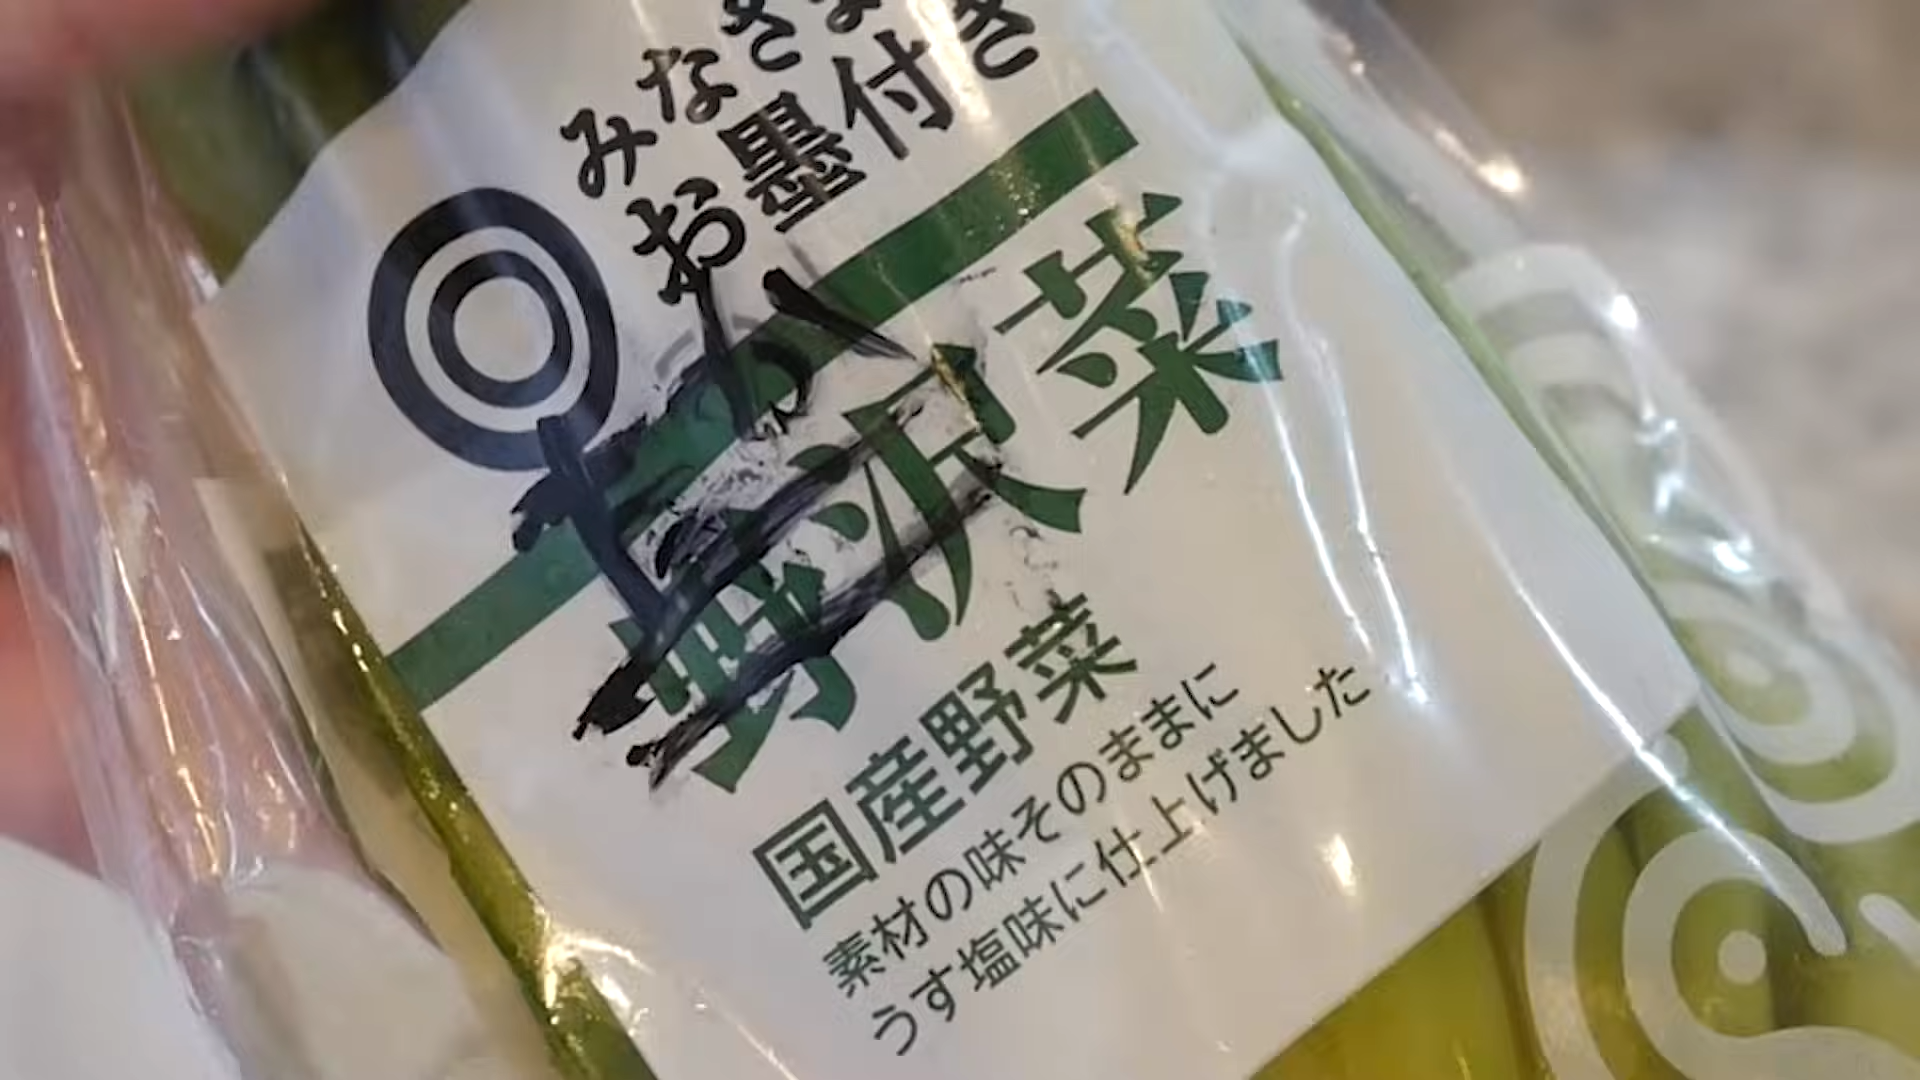 みなさま
お墨付き
野沢菜
国産野菜
素材の味そのままに
うす塩味に仕上げました